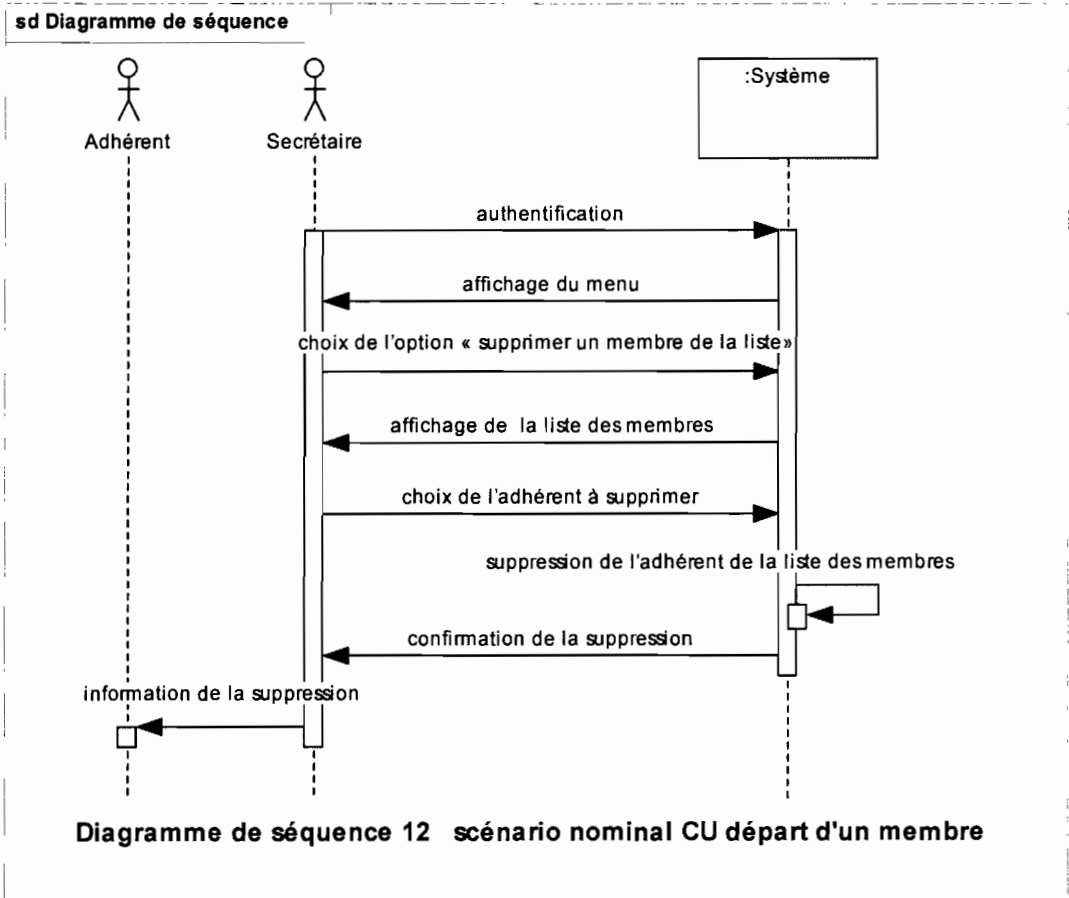 sd Diagramme de séquence
Adhérent
Secrétaire
:Système
authentification
affichage du menu
choix de l'option « supprimer un membre de la liste»
affichage de la liste des membres
choix de l'adhérent à supprimer
suppression de l'adhérent de la liste des membres
confirmation de la suppression
information de la suppression
Diagramme de séquence 12 scénario nominal CU départ d'un membre